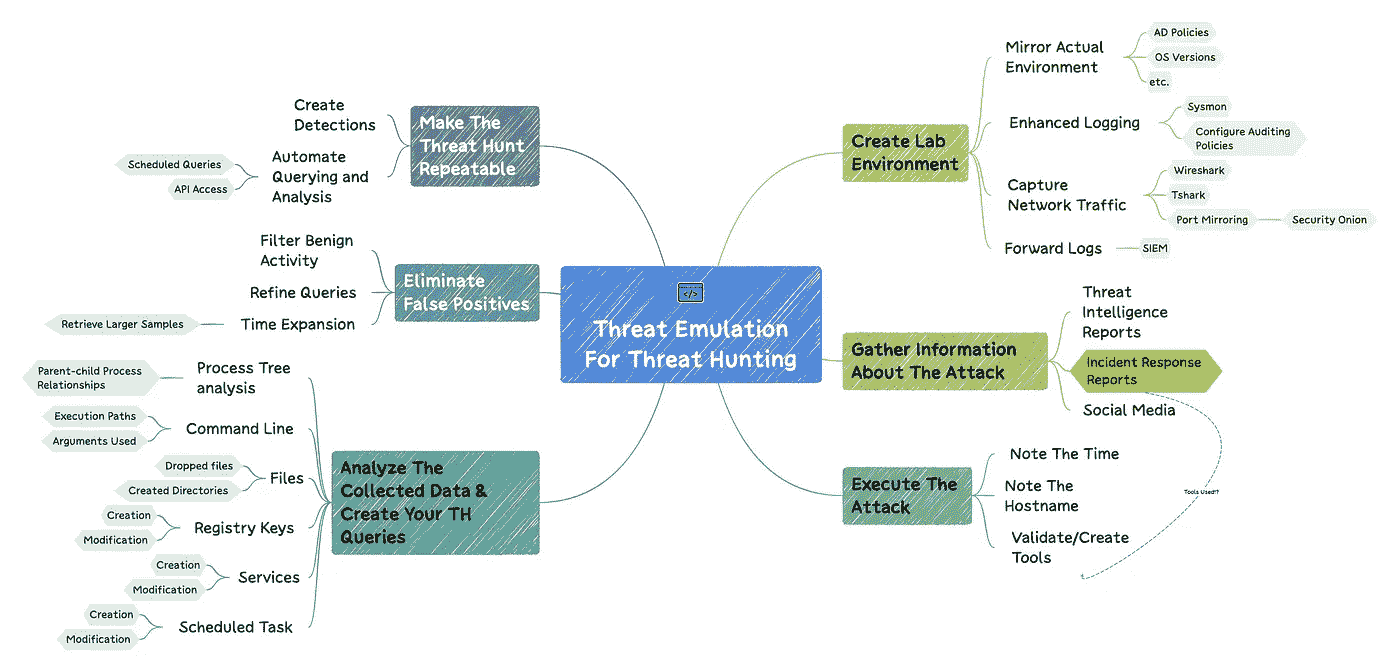 Threat Emulation
For Threat Hunting
Create Lab
Environment
Mirror Actual
Environment
AD Policies
OS Versions
etc.
Enhanced Logging
Sysmon
Configure Auditing
Policies
Capture
Network Traffic
Wireshark
Tshark
Port Mirroring
Security Onion
Forward Logs
SIEM
Gather Information
About The Attack
Threat
Intelligence
Reports
Incident Response
Reports
Social Media
Tools Used!?
Execute The
Attack
Note The Time
Note The
Hostname
Validate/Create
Tools
Analyze The
Collected Data &
Create Your TH
Queries
Process Tree
analysis
Parent-child Process
Relationships
Command Line
Execution Paths
Arguments Used
Files
Dropped files
Created Directories
Registry Keys
Creation
Modification
Services
Creation
Modification
Scheduled Task
Creation
Modification
Eliminate
False Positives
Filter Benign
Activity
Refine Queries
Time Expansion
Retrieve Larger Samples
Make The
Threat Hunt
Repeatable
Create
Detections
Automate
Querying and
Analysis
Scheduled Queries
API Access